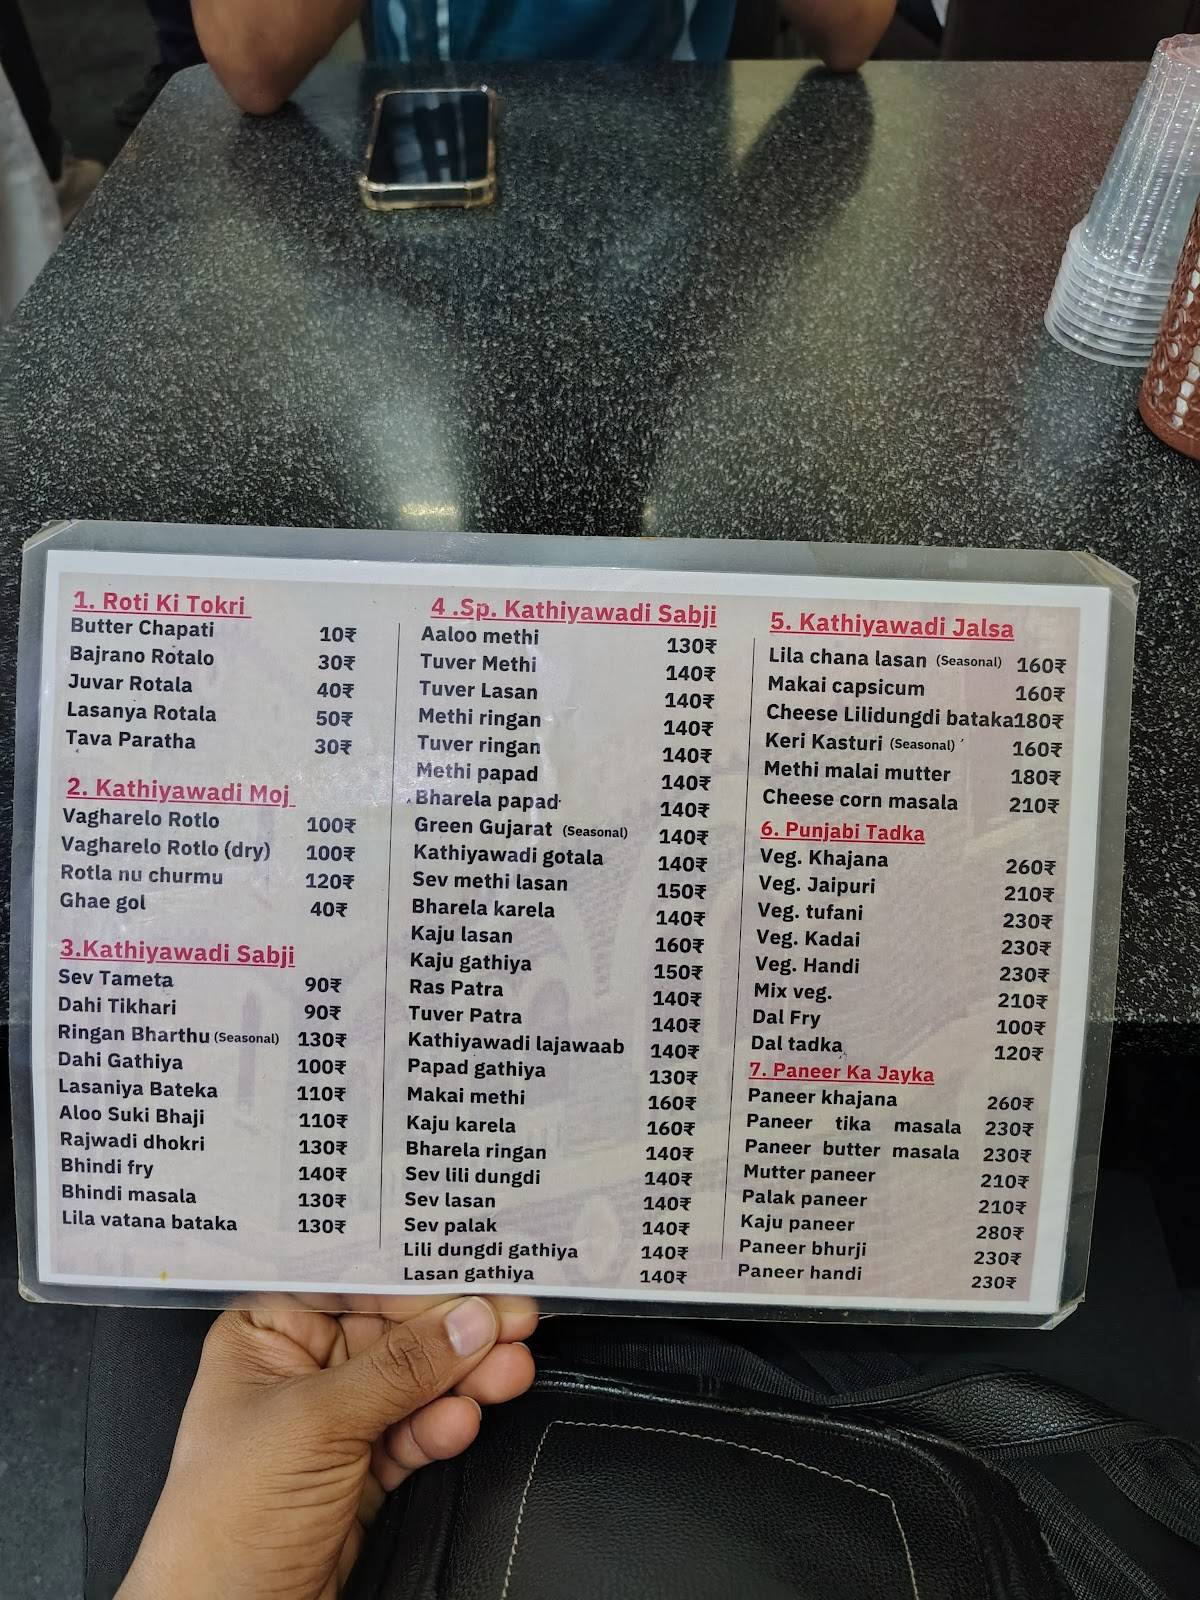 1. Roti Ki Tokri
Butter Chapati 10₹
Bajrano Rotalo 30₹
Juvar Rotala 40₹
Lasanya Rotala 50₹
Tava Paratha 30₹
2. Kathiyawadi Moj
Vagharelo Rotlo 100₹
Vagharelo Rotlo (dry) 100₹
Rotla nu churmu 120₹
Ghae gol 40₹
3.Kathiyawadi Sabji
Sev Tameta 90₹
Dahi Tikhari 90₹
Ringan Bharthu (Seasonal) 130₹
Dahi Gathiya 100₹
Lasaniya Bateka 110₹
Aloo Suki Bhaji 110₹
Rajwadi dhokri 130₹
Bhindi fry 140₹
Bhindi masala 130₹
Lila vatana bataka 130₹
4 .Sp. Kathiyawadi Sabji
Aaloo methi 130₹
Tuver Methi 140₹
Tuver Lasan 140₹
Methi ringan 140₹
Tuver ringan 140₹
Methi papad 140₹
Bharela papad 140₹
Green Gujarat (Seasonal) 140₹
Kathiyawadi gotala 140₹
Sev methi lasan 150₹
Bharela karela 140₹
Kaju lasan 160₹
Kaju gathiya 150₹
Ras Patra 140₹
Tuver Patra 140₹
Kathiyawadi lajawaab 140₹
Papad gathiya 130₹
Makai methi 160₹
Kaju karela 160₹
Bharela ringan 140₹
Sev lili dungdi 140₹
Sev lasan 140₹
Sev palak 140₹
Lili dungdi gathiya 140₹
Lasan gathiya 140₹
5. Kathiyawadi Jalsa
Lila chana lasan (Seasonal) 160₹
Makai capsicum 160₹
Cheese Lilidungdi bataka180₹
Keri Kasturi (Seasonal) 160₹
Methi malai mutter 180₹
Cheese corn masala 210₹
6. Punjabi Tadka
Veg. Khajana 260₹
Veg. Jaipuri 210₹
Veg. tufani 230₹
Veg. Kadai 230₹
Veg. Handi 230₹
Mix veg. 210₹
Dal Fry 100₹
Dal tadka 120₹
7. Paneer Ka Jayka
Paneer khajana 260₹
Paneer tika masala 230₹
Paneer butter masala 230₹
Mutter paneer 210₹
Palak paneer 210₹
Kaju paneer 280₹
Paneer bhurji 230₹
Paneer handi 230₹